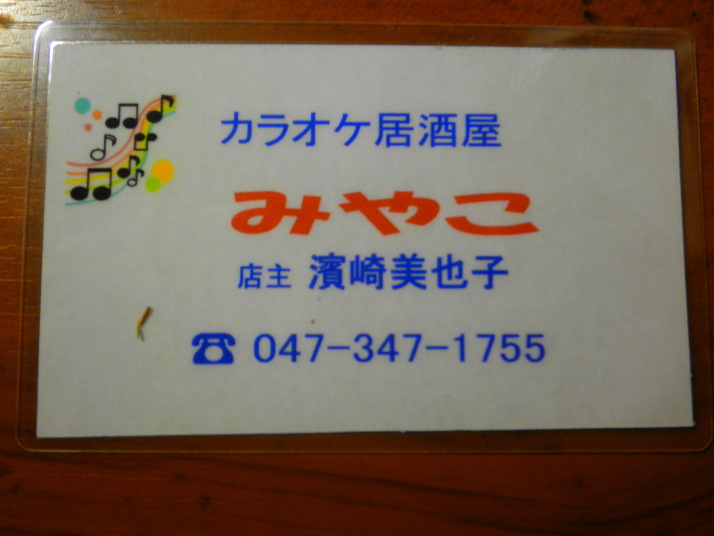 カラオケ居酒屋
みやこ
店主 濱崎美也子
☎ 047-347-1755